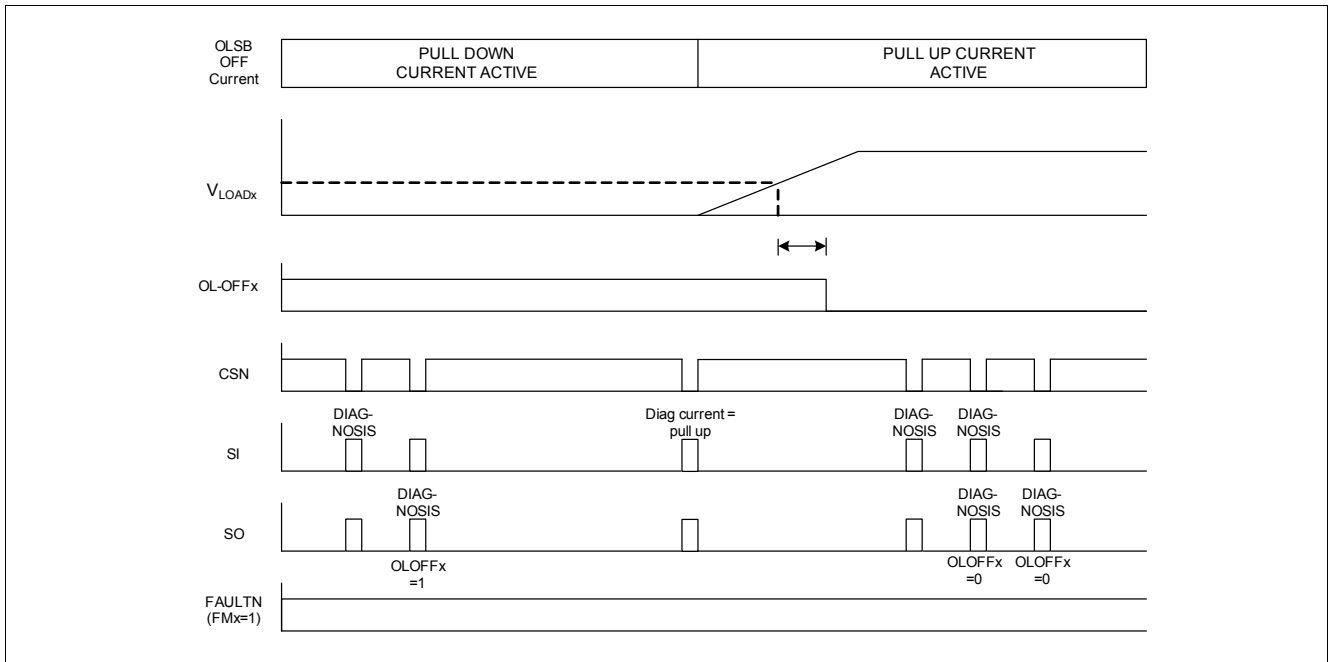 OLSB
OFF
Current
PULL DOWN
CURRENT ACTIVE
PULL UP CURRENT
ACTIVE
VLOADx
OL-OFFx
CSN
DIAG-
NOSIS
Diag current =
pull up
DIAG-
NOSIS
DIAG-
NOSIS
SI
DIAG-
NOSIS
DIAG-
NOSIS
DIAG-
NOSIS
SO
OLOFFx
=1
OLOFFx
=0
OLOFFx
=0
FAULTN
(FMx=1)